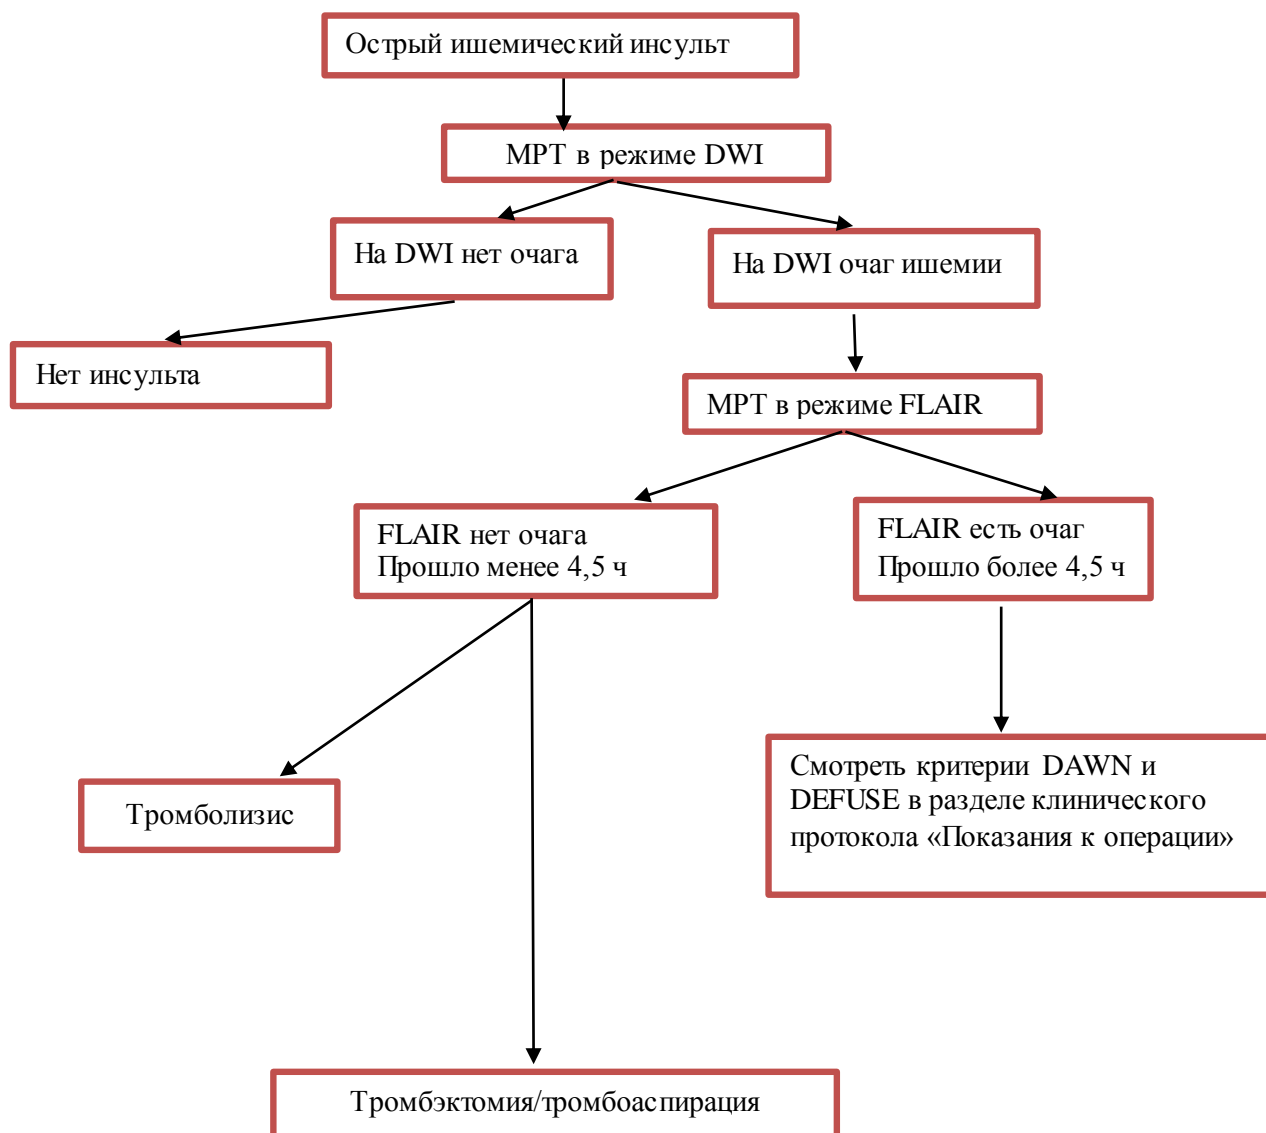 Острый ишемический инсульт
МРТ в режиме DWI
На DWI нет очага
На DWI очаг ишемии
Нет инсульта
МРТ в режиме FLAIR
FLAIR нет очага
Прошло менее 4,5 ч
FLAIR есть очаг
Прошло более 4,5 ч
Тромболизис
Смотреть критерии DAWN и
DEFUSE в разделе клинического
протокола «Показания к операции»
Тромбэктомия/тромбоаспирация